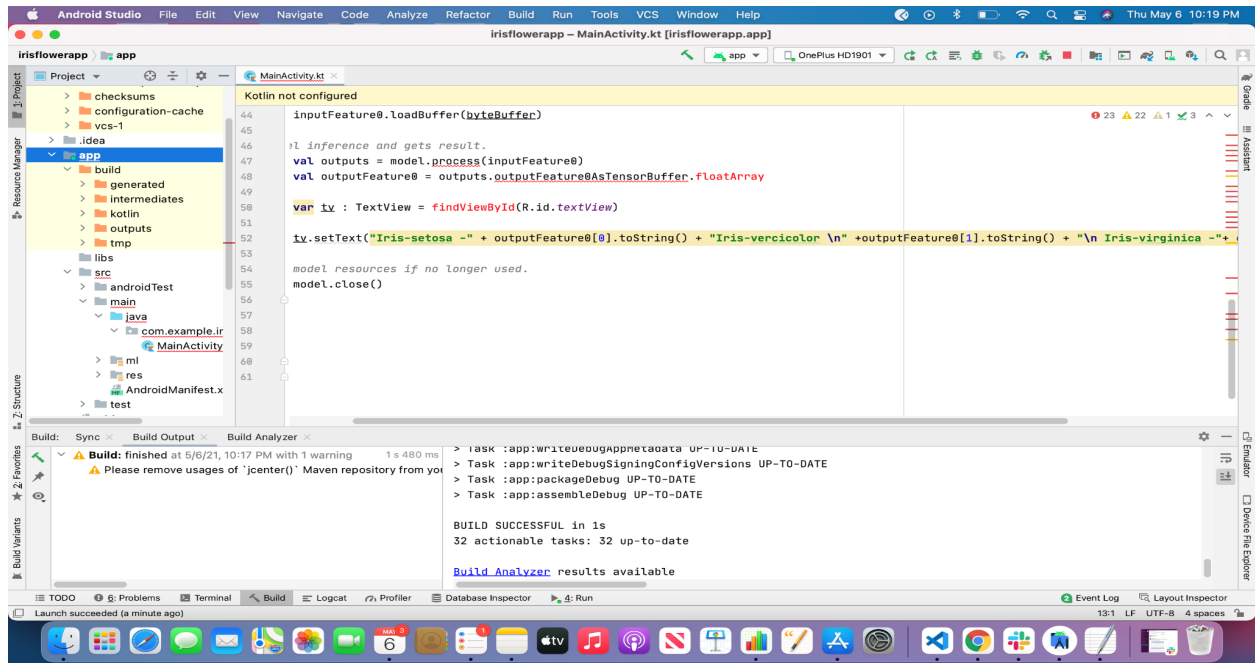 Android Studio File Edit View Navigate Code Analyze Refactor Build Run Tools VCS Window Help Thu May 6 10:19 PM
irisflowerapp – MainActivity.kt [irisflowerapp.app]
irisflowerapp app app OnePlus HD1901
Project MainActivity.kt
Kotlin not configured
checksums
configuration-cache
vcs-1
.idea
app
build
generated
intermediates
kotlin
outputs
tmp
libs
src
androidTest
main
java
com.example.ir
MainActivity
ml
res
AndroidManifest.x
test
23 22 1 3
44 inputFeature0.loadBuffer(byteBuffer)
45
46 el inference and gets result.
47 val outputs = model.process(inputFeature0)
48 val outputFeature0 = outputs.outputFeature0AsTensorBuffer.floatArray
49
50 var tv : TextView = findViewById(R.id.textView)
51
52 tv.setText("Iris-setosa -" + outputFeature0[0].toString() + "Iris-vercicolor \n" +outputFeature0[1].toString() + "\n Iris-virginica -"+
53
54 model resources if no longer used.
55 model.close()
56
57
58
59
60
61
1: Project
Resource Manager
Z: Structure
2: Favorites
Build Variants
Gradle
Assistant
Emulator
Device File Explorer
Build: Sync Build Output Build Analyzer
Build: finished at 5/6/21, 10:17 PM with 1 warning 1 s 480 ms
Please remove usages of `jcenter()` Maven repository from you
> Task :app:writeDebugAppMetadata UP-TO-DATE
> Task :app:writeDebugSigningConfigVersions UP-TO-DATE
> Task :app:packageDebug UP-TO-DATE
> Task :app:assembleDebug UP-TO-DATE
BUILD SUCCESSFUL in 1s
32 actionable tasks: 32 up-to-date
Build Analyzer results available
TODO 6: Problems Terminal Build Logcat Profiler Database Inspector 4: Run 2 Event Log Layout Inspector
Launch succeeded (a minute ago) 13:1 LF UTF-8 4 spaces
MAY 3
6
1
tv